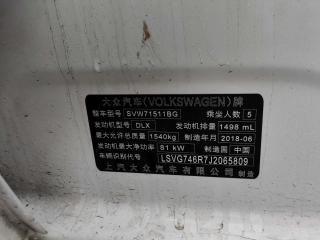 大众汽车(VOLKSWAGEN)牌
整车型号 SVW71511BG 乘坐人数 5
发动机型号 DLX 发动机排量 1498 mL
最大允许总质量 1540kg 制造年月 2018-06
发动机最大净功率 81 kW 制造国 中国
车辆识别代号 LSVG746R7J2065809
上汽大众汽车有限公司 制造